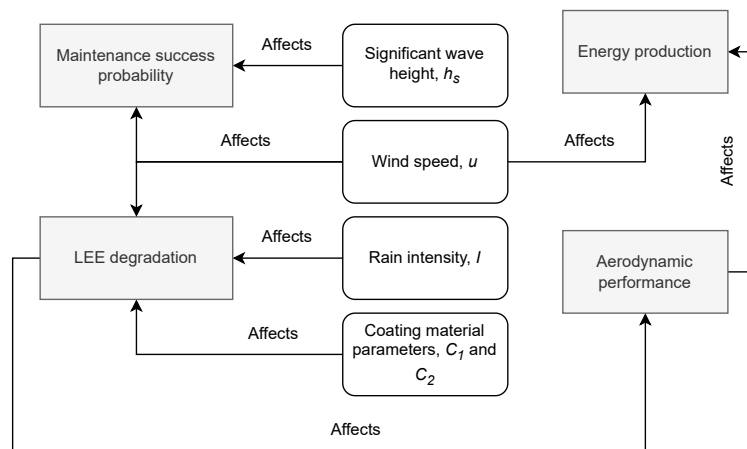 Maintenance success
probability
Affects
Significant wave
height, hs
Energy production
Affects
Wind speed, u
Affects
Affects
LEE degradation
Affects
Rain intensity, I
Aerodynamic
performance
Affects
Coating material
parameters, C1 and
C2
Affects